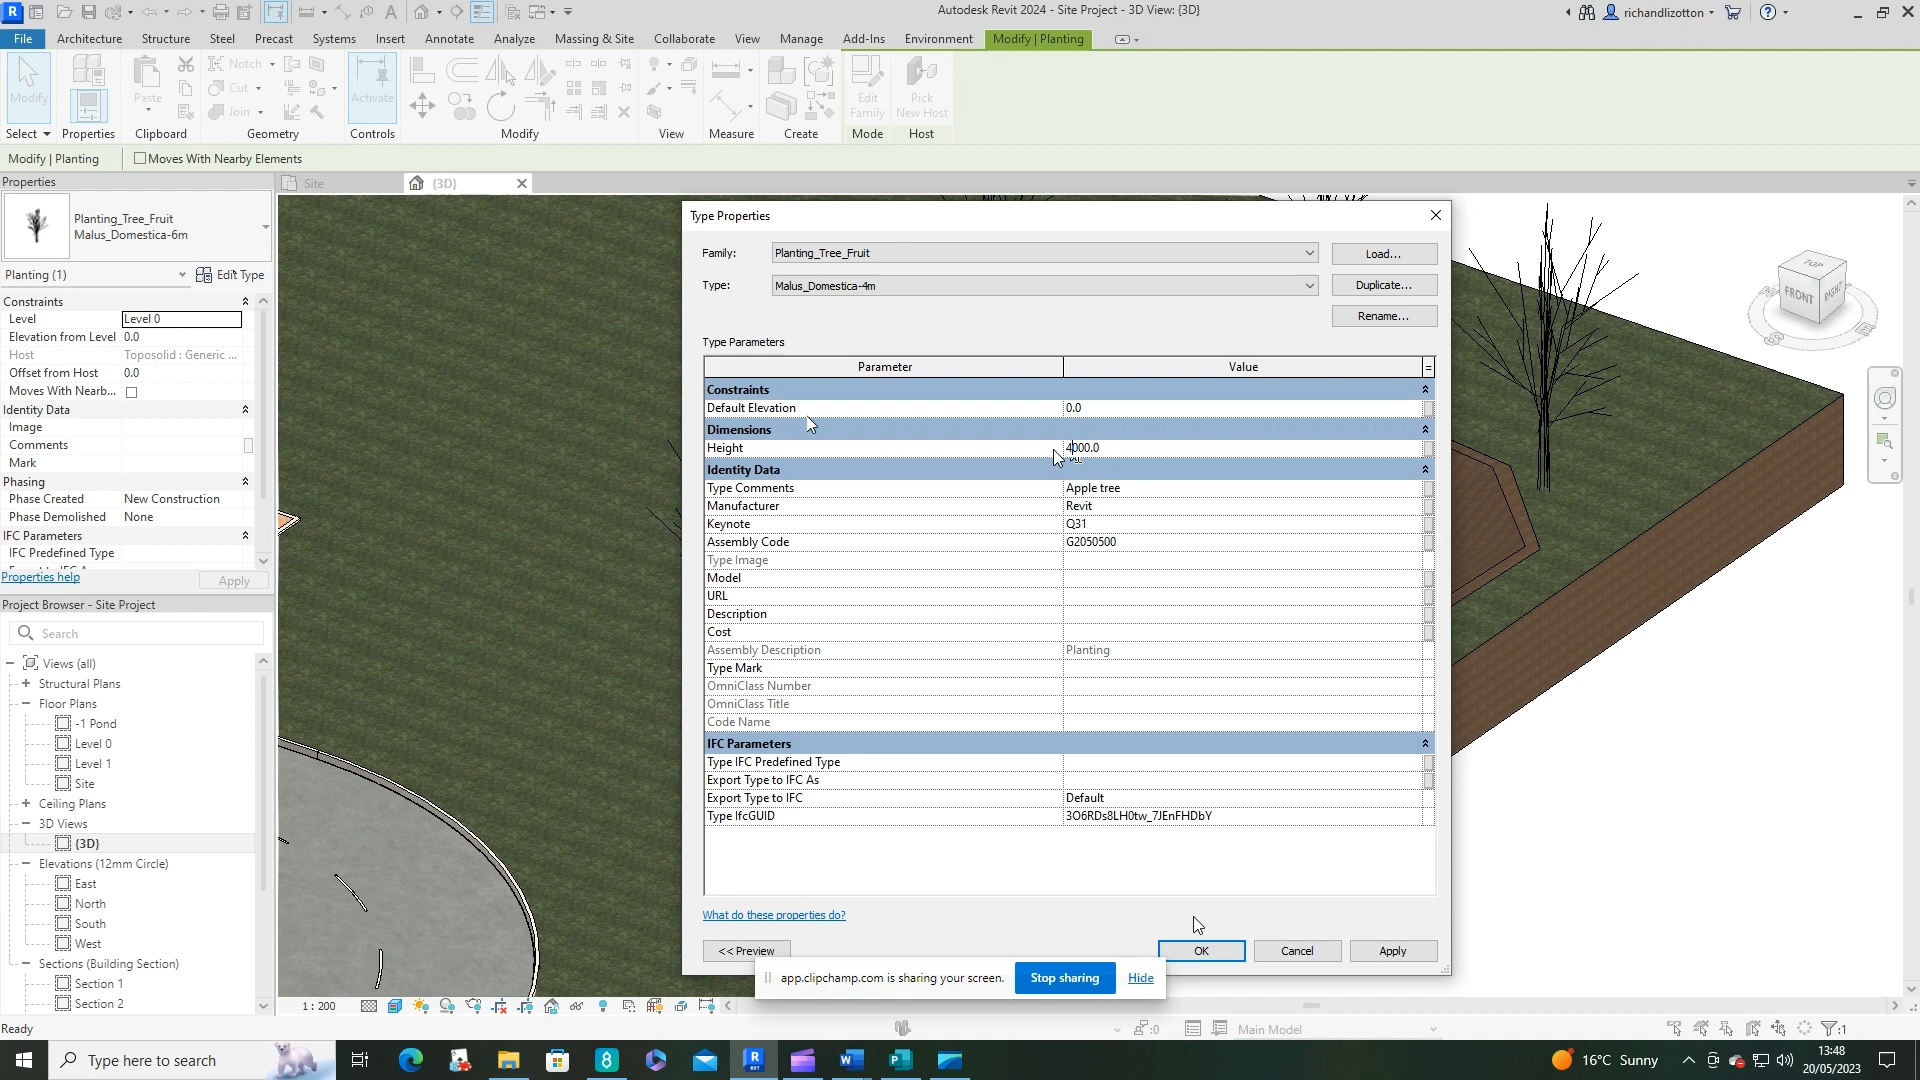 Autodesk Revit 2024 - Site Project - 3D View: {3D}
richandlizotton
File Architecture Structure Steel Precast Systems Insert Annotate Analyze Massing & Site Collaborate View Manage Add-Ins Environment Modify | Planting
Modify Paste Notch Cut Join Activate Edit Family Pick New Host
Select Properties Clipboard Geometry Controls Modify View Measure Create Mode Host
Modify | Planting Moves With Nearby Elements
Properties
Site {3D}
Planting_Tree_Fruit
Malus_Domestica-6m
Planting (1) Edit Type
Constraints
Level Level 0
Elevation from Level 0.0
Host Toposolid : Generic ...
Offset from Host 0.0
Moves With Nearb...
Identity Data
Image
Comments
Mark
Phasing
Phase Created New Construction
Phase Demolished None
IFC Parameters
IFC Predefined Type
Properties help Apply
Project Browser - Site Project
Search
Views (all)
Structural Plans
Floor Plans
-1 Pond
Level 0
Level 1
Site
Ceiling Plans
3D Views
{3D}
Elevations (12mm Circle)
East
North
South
West
Sections (Building Section)
Section 1
Section 2
Type Properties
Family: Planting_Tree_Fruit Load...
Type: Malus_Domestica-4m Duplicate...
Rename...
Type Parameters
Parameter Value =
Constraints
Default Elevation 0.0
Dimensions
Height 4000.0
Identity Data
Type Comments Apple tree
Manufacturer Revit
Keynote Q31
Assembly Code G2050500
Type Image
Model
URL
Description
Cost
Assembly Description Planting
Type Mark
OmniClass Number
OmniClass Title
Code Name
IFC Parameters
Type IFC Predefined Type
Export Type to IFC As
Export Type to IFC Default
Type IfcGUID 3O6RDs8LH0tw_7JEnFHDbY
What do these properties do?
<< Preview OK Cancel Apply
app.clipchamp.com is sharing your screen. Stop sharing Hide
TOP
FRONT RIGHT
1 : 200
Ready :0 Main Model :1
Type here to search
16°C Sunny
13:48
20/05/2023